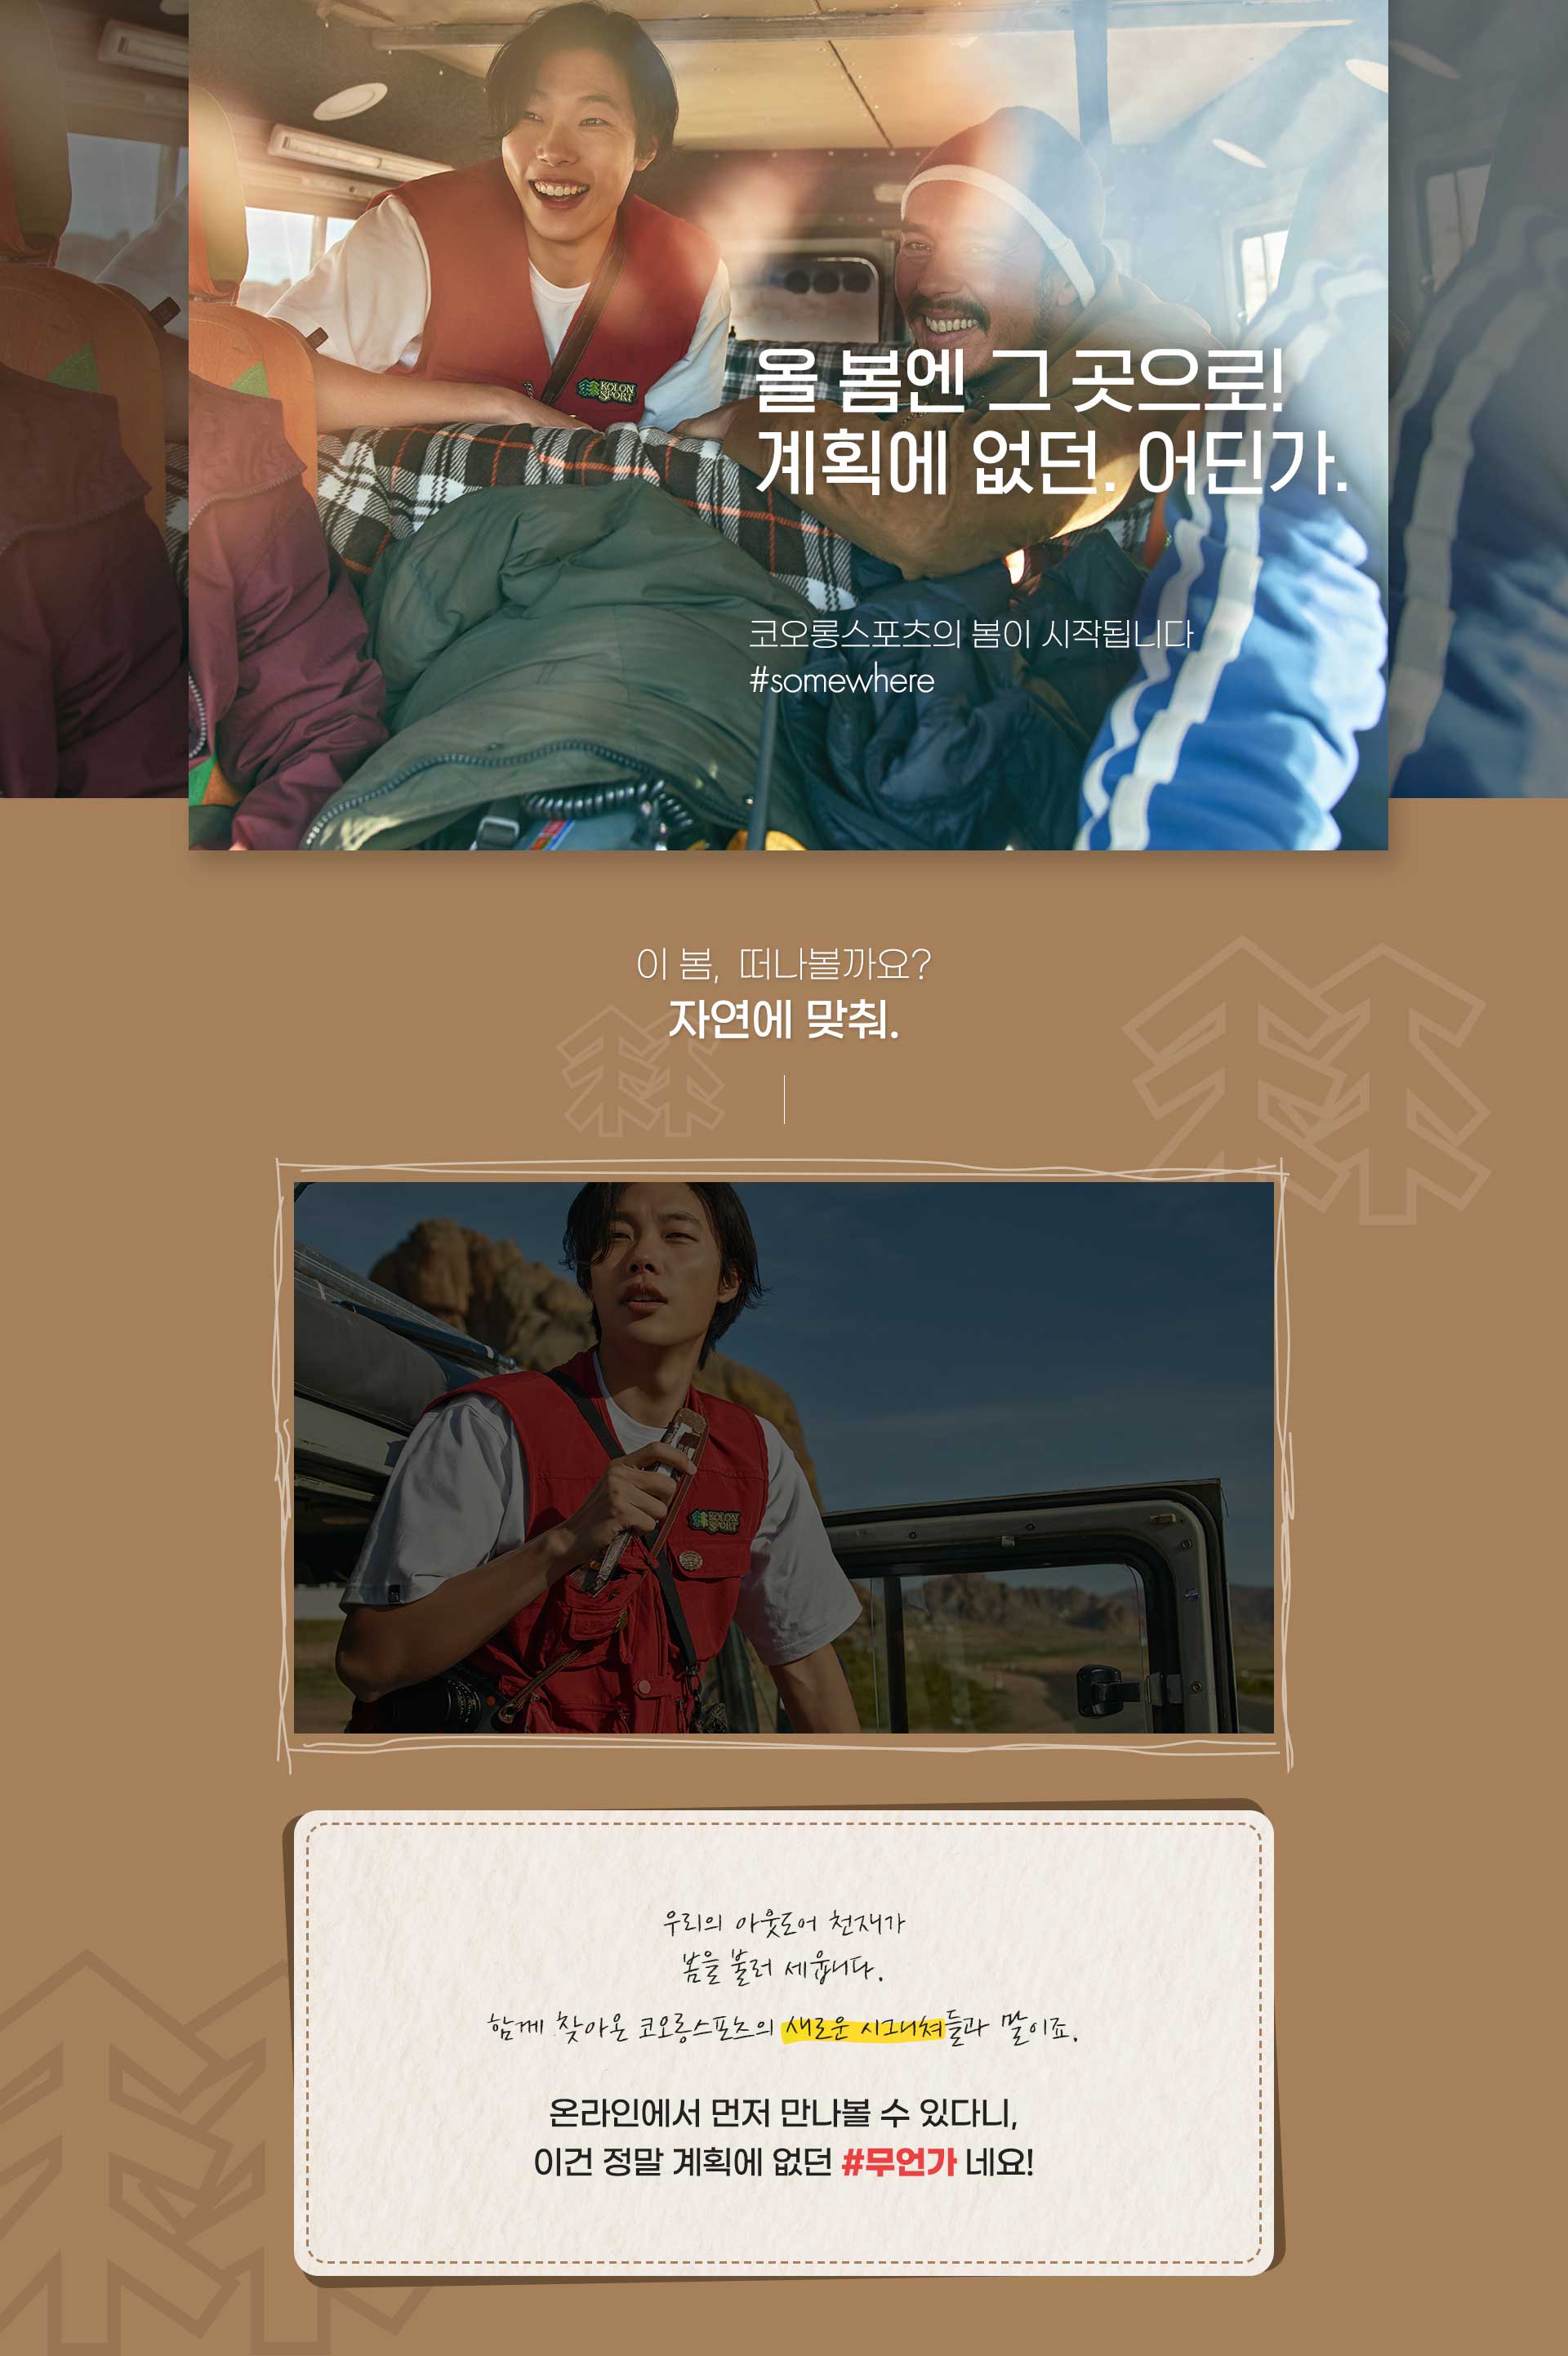 KOLON
SPORT
올 봄엔 그 곳으로!
계획에 없던. 어딘가.
코오롱스포츠의 봄이 시작됩니다
#somewhere
이 봄, 떠나볼까요?
자연에 맞춰.
KOLON
SPORT
우리의 아웃도어 천재가
봄을 불러 세웁니다.
함께 찾아온 코오롱스포츠의 새로운 시그니쳐들과 말이죠.
온라인에서 먼저 만나볼 수 있다니,
이건 정말 계획에 없던 #무언가 네요!